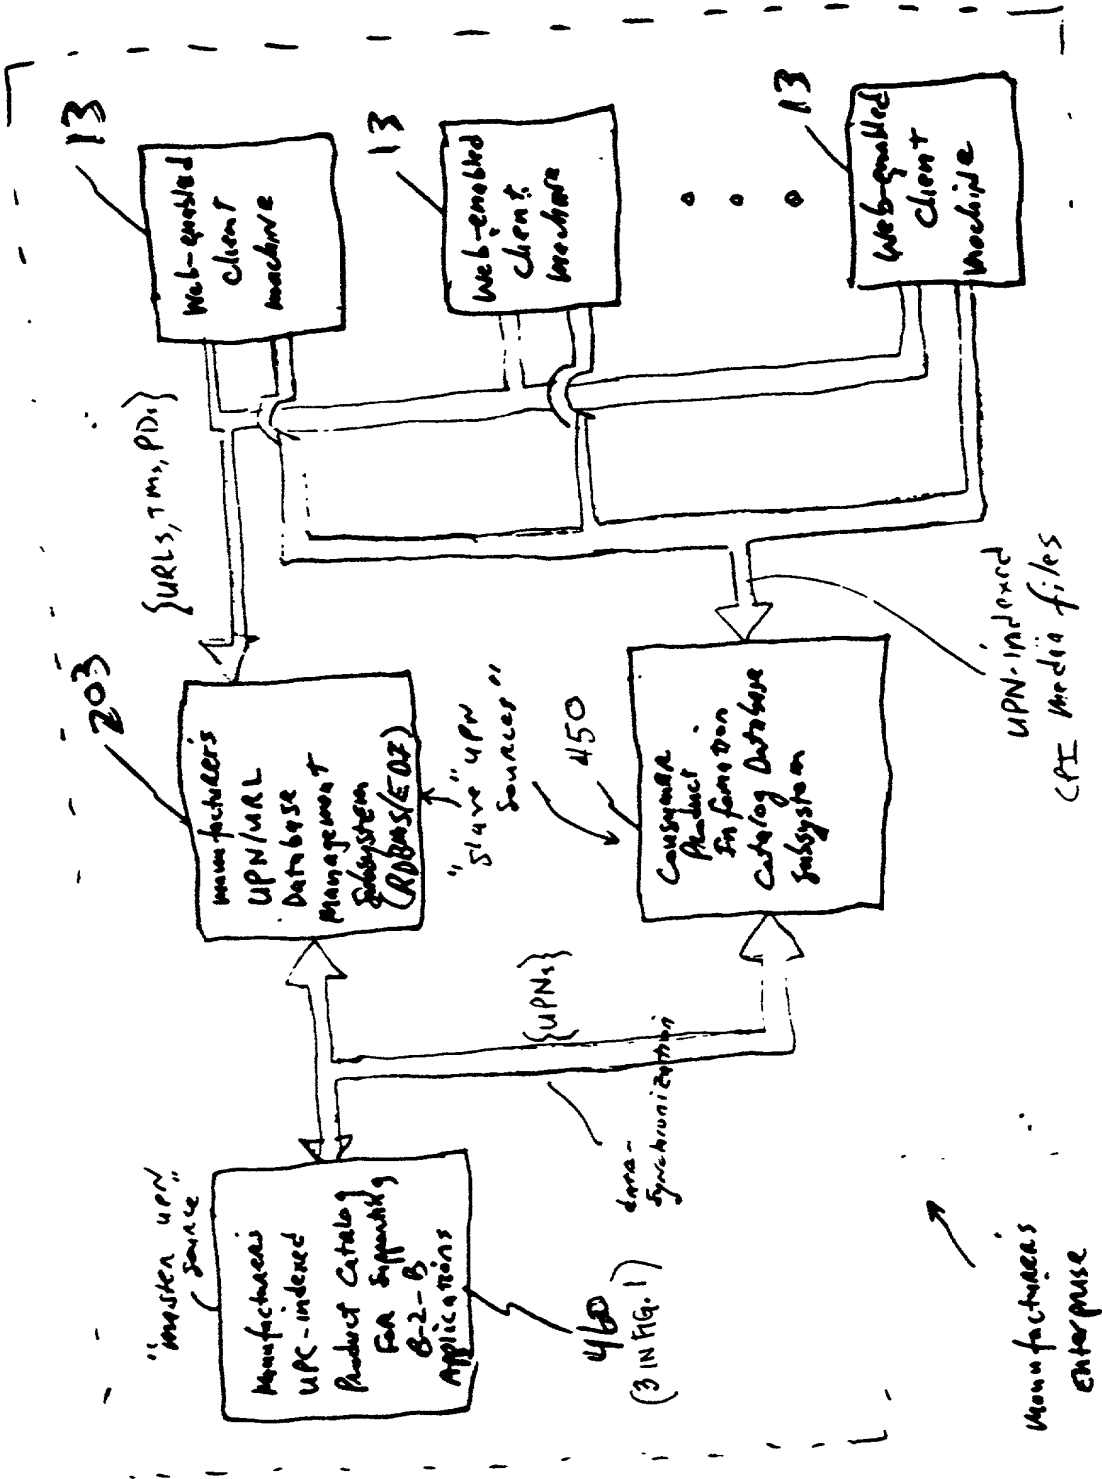 "master UPN
Source"
Manufacturers
UPC-indexed
Product Catalog
For Supporting
B-2-B
Applications
460
(3 IN FIG. 1)
203
Manufacturers
UPN/URL
Database
Management
Subsystem
(RDBMS/EDI)
"Slave" UPN
Sources"
{URLs, TMs, PDs}
13
Web-enabled
Client
machine
13
Web-enabled
Client
machine
13
Web-enabled
Client
machine
{UPNs}
data-
Synchronization
450
Consumer
Product
Information
Catalog Database
Subsystem
UPN-indexed
CPI media files
Manufacturers
Enterprise